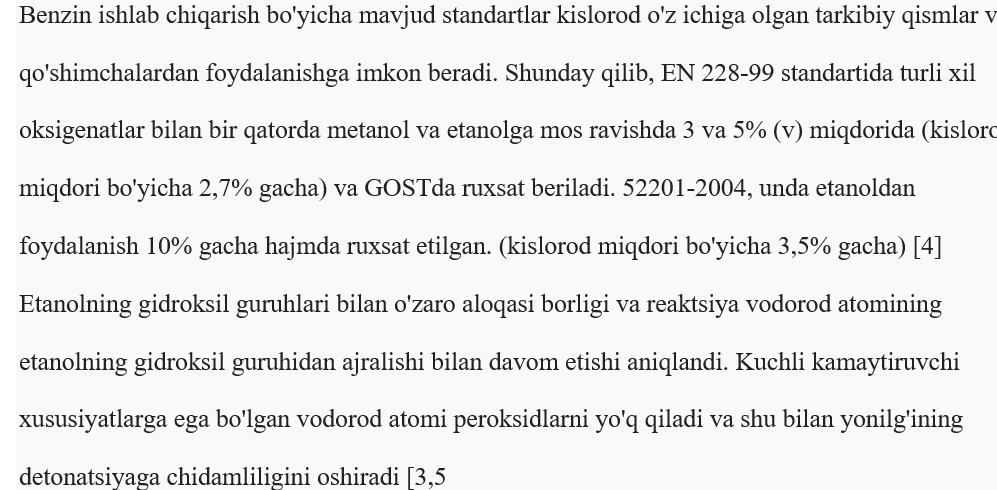 Benzin ishlab chiqarish bo'yicha mavjud standartlar kislorod o'z ichiga olgan tarkibiy qismlar
qo'shimchalardan foydalanishga imkon beradi. Shunday qilib, EN 228-99 standartida turli xil
oksigenatlar bilan bir qatorda metanol va etanolga mos ravishda 3 va 5% (v) miqdorida
miqdori bo'yicha 2,7% gacha) va GOSTda ruxsat beriladi. 52201-2004, unda etanoldan
foydalanish 10% gacha hajmda ruxsat etilgan. (kislorod miqdori bo'yicha 3,5% gacha) [4]
Etanolning gidroksil guruhlari bilan o'zaro aloqasi borligi va reaktsiya vodorod atomining
etanolning gidroksil guruhidan ajralishi bilan davom etishi aniqlandi. Kuchli kamaytiruvchi
xususiyatlarga ega bo'lgan vodorod atomi peroksidlarni yo'q qiladi va shu bilan yonilg'ining
detonatsiyaga chidamliligini oshiradi [3,5